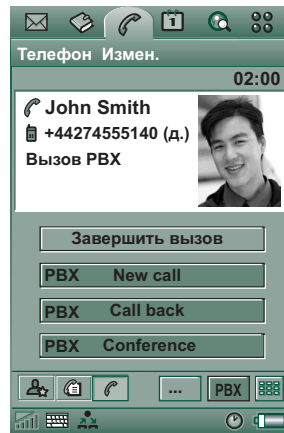 Телефон Измен.
02:00
John Smith
+44274555140 (д.)
Вызов PBX
Завершить вызов
PBX New call
PBX Call back
PBX Conference
... PBX